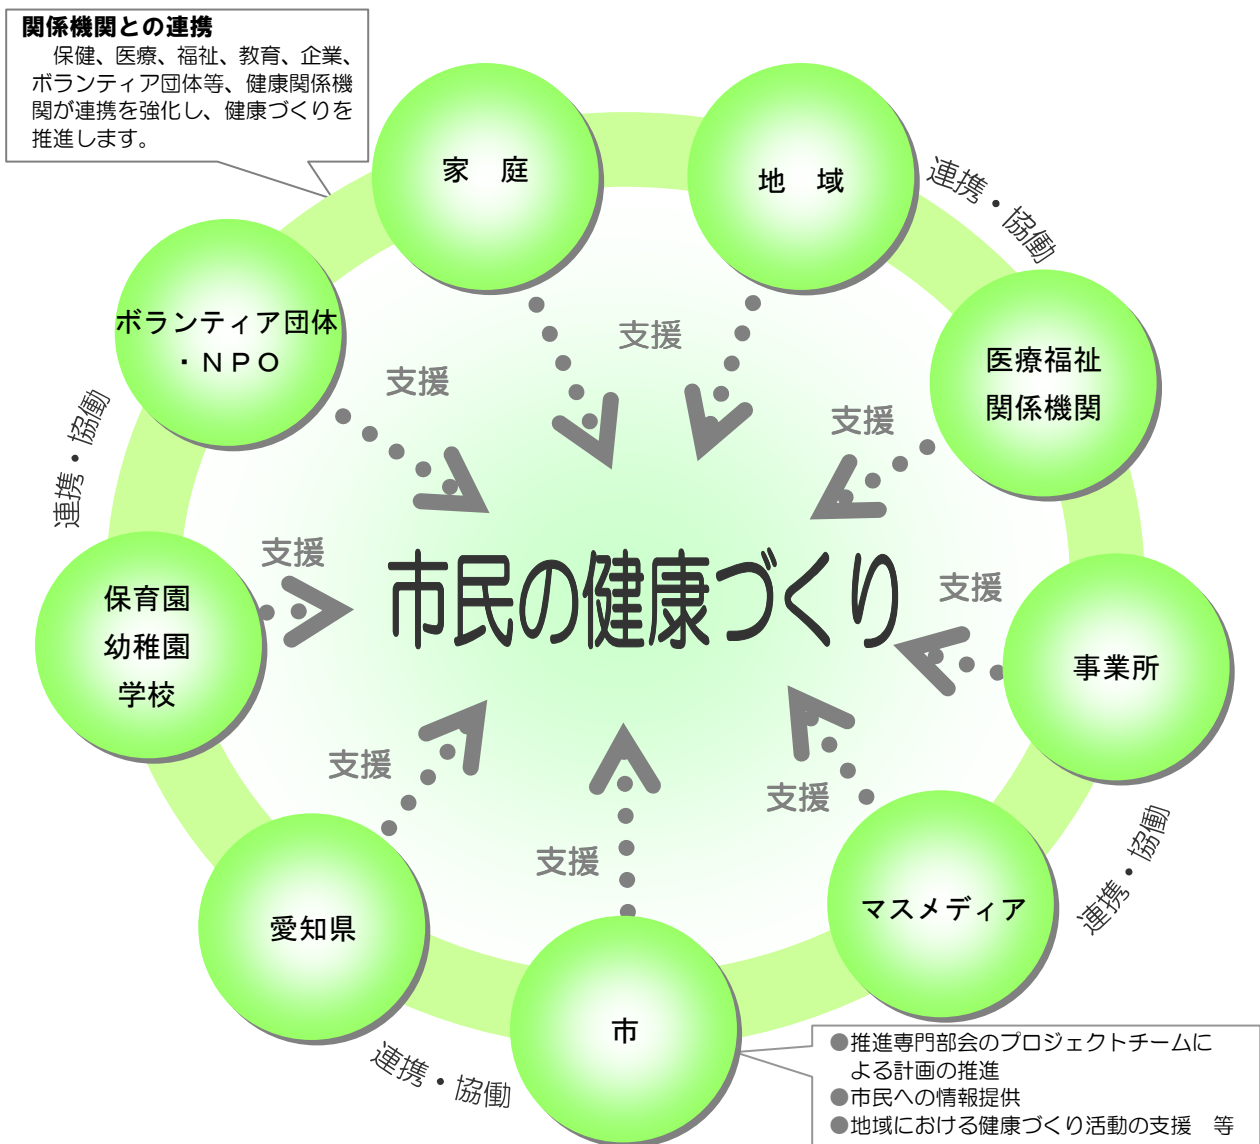 関係機関との連携
保健、医療、福祉、教育、企業、
ボランティア団体等、健康関係機
関が連携を強化し、健康づくりを
推進します。
家　庭
地　域
連携・協働
ボランティア団体
・ＮＰＯ
支援
支援
医療福祉
関係機関
支援
連携・協働
保育園
幼稚園
学校
支援
市民の健康づくり
支援
事業所
支援
支援
支援
連携・協働
愛知県
マスメディア
市
連携・協働
●推進専門部会のプロジェクトチームに
よる計画の推進
●市民への情報提供
●地域における健康づくり活動の支援　等